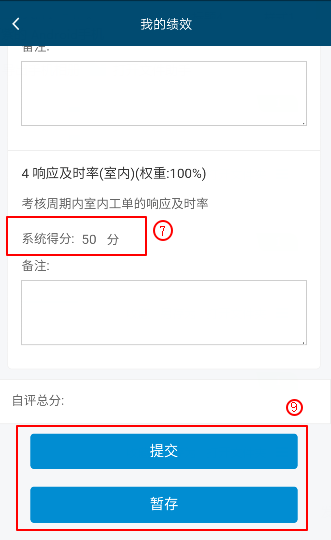 我的绩效
备注:
4 响应及时率(室内)(权重:100%)
考核周期内室内工单的响应及时率
系统得分: 50 分
⑦
备注:
自评总分:
⑨
提交
暂存